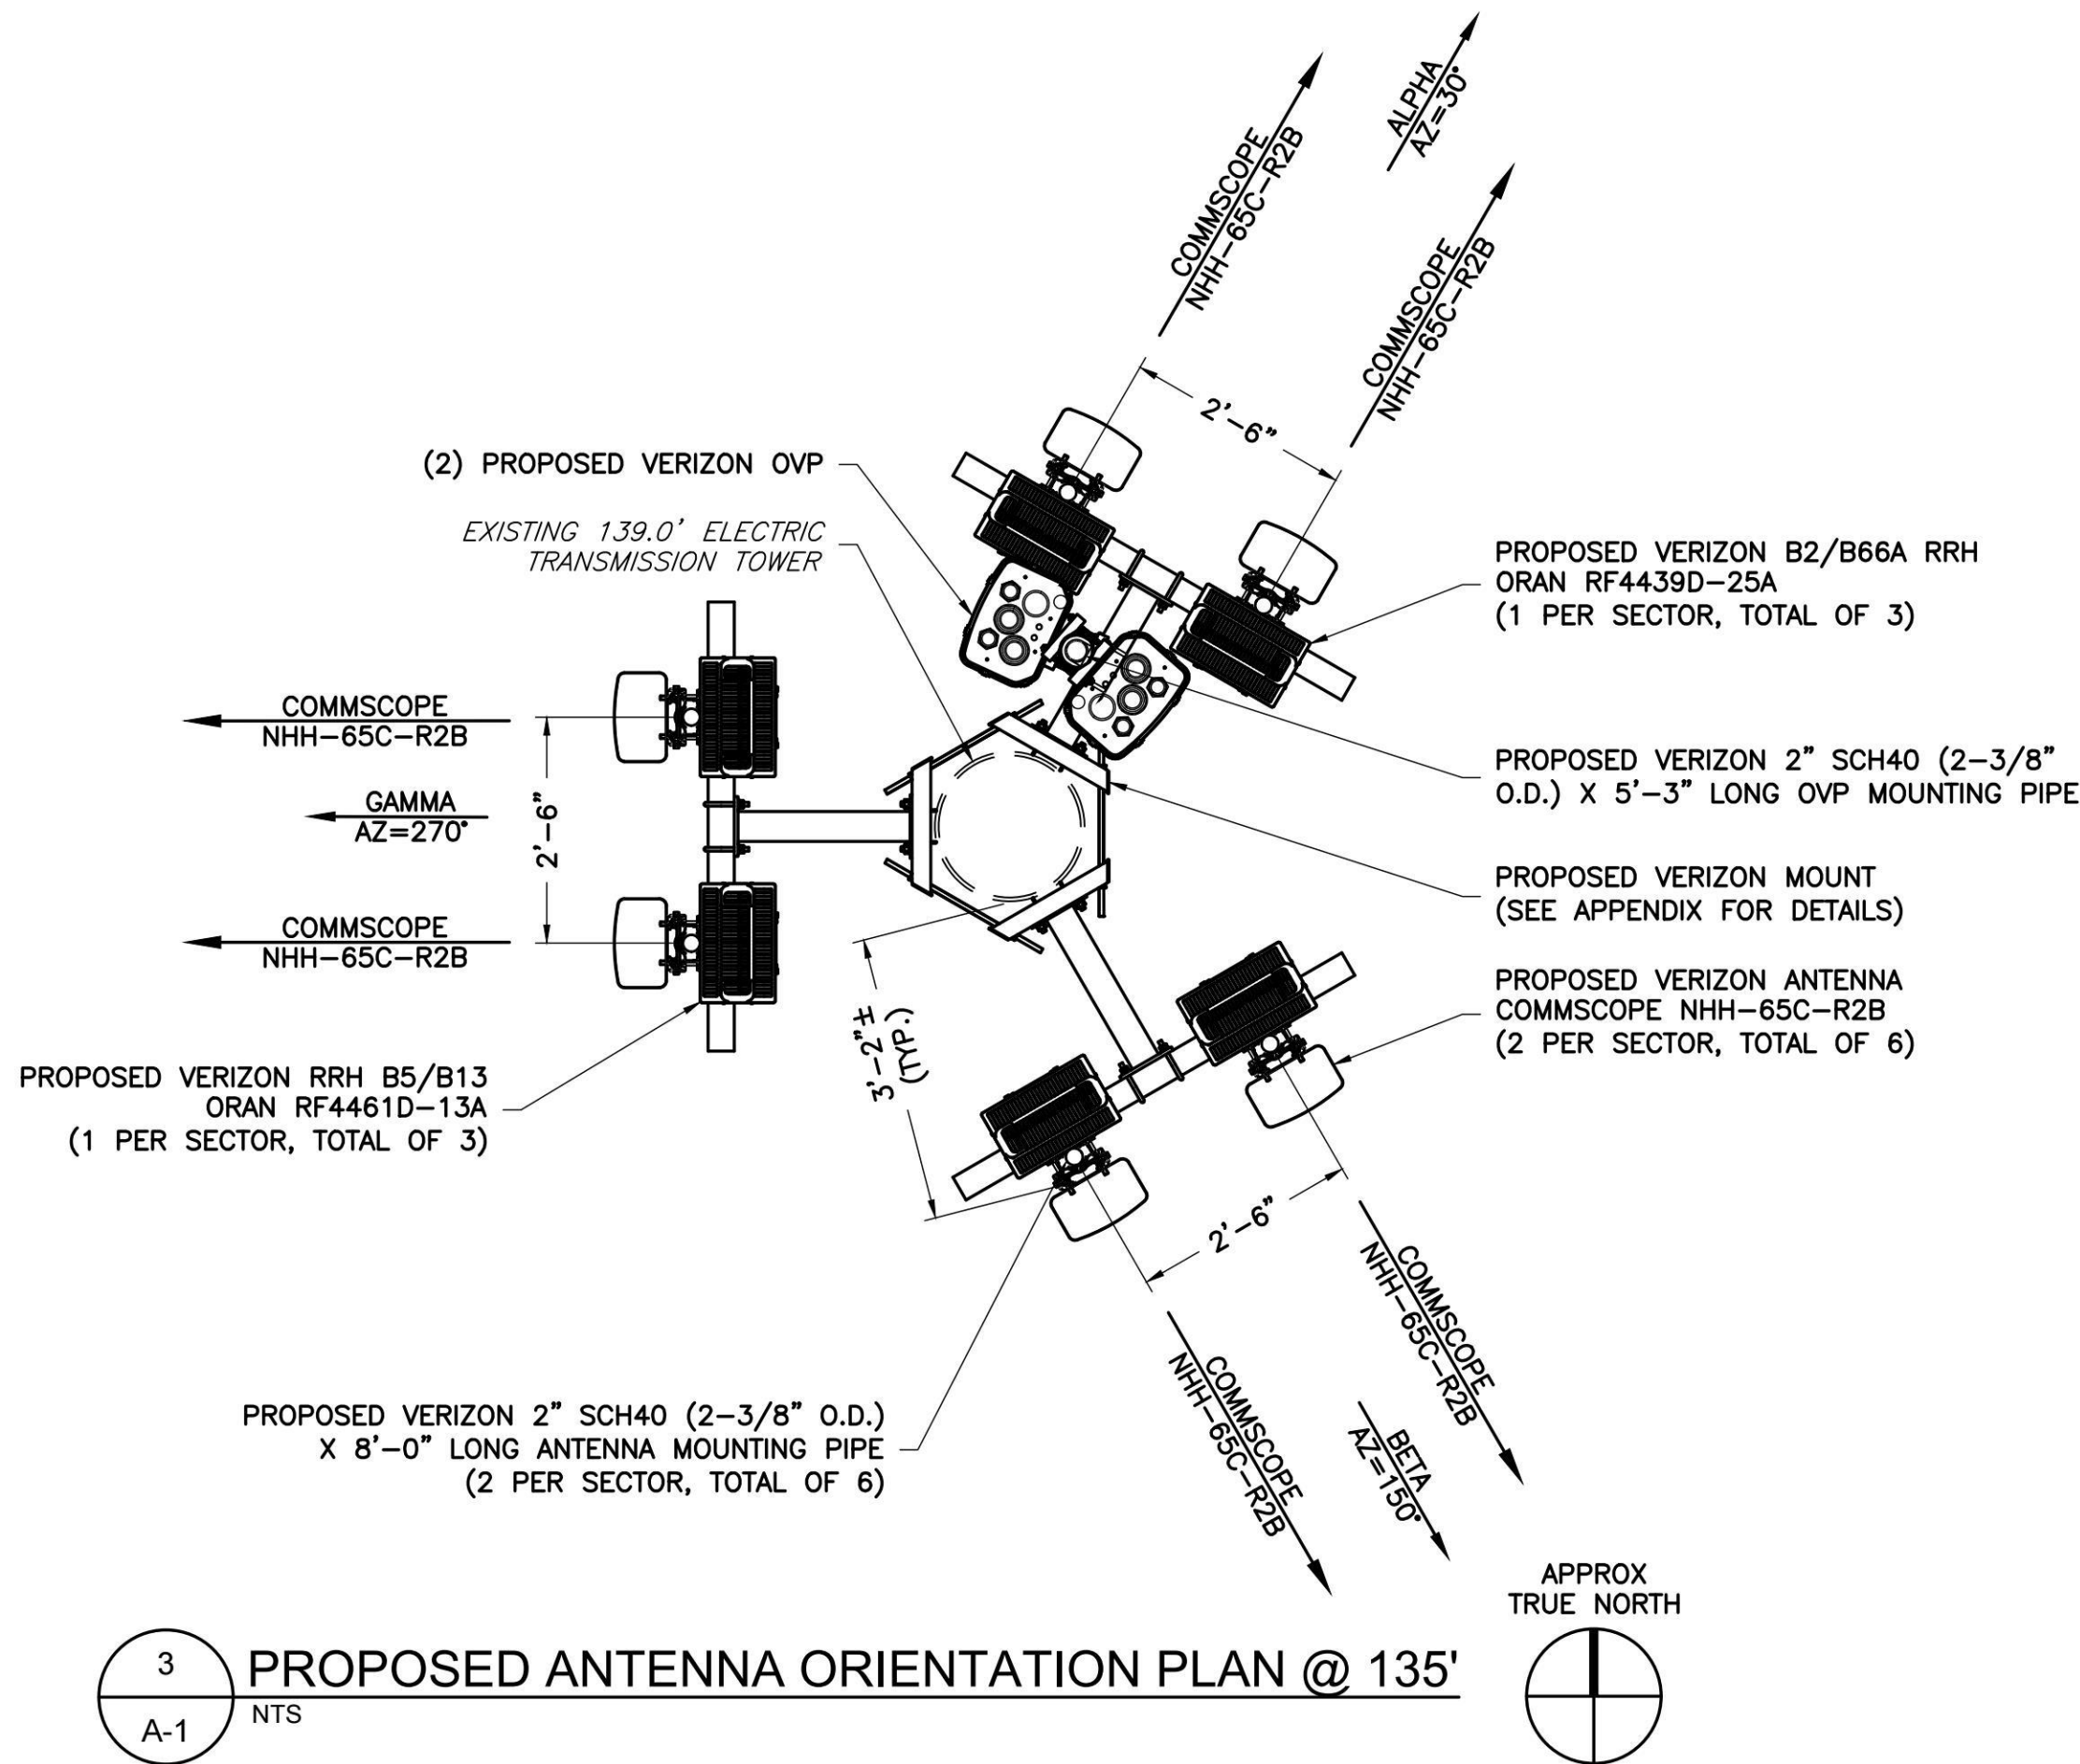 ALPHA
AZ=30°
COMMSCOPE
NHH-65C-R2B
COMMSCOPE
NHH-65C-R2B
2'-6"
(2) PROPOSED VERIZON OVP
EXISTING 139.0' ELECTRIC
TRANSMISSION TOWER
PROPOSED VERIZON B2/B66A RRH
ORAN RF4439D-25A
(1 PER SECTOR, TOTAL OF 3)
COMMSCOPE
NHH-65C-R2B
GAMMA
AZ=270°
2'-6"
COMMSCOPE
NHH-65C-R2B
PROPOSED VERIZON 2" SCH40 (2-3/8"
O.D.) X 5'-3" LONG OVP MOUNTING PIPE
PROPOSED VERIZON MOUNT
(SEE APPENDIX FOR DETAILS)
PROPOSED VERIZON ANTENNA
COMMSCOPE NHH-65C-R2B
(2 PER SECTOR, TOTAL OF 6)
3'-2"±
(TYP.)
PROPOSED VERIZON RRH B5/B13
ORAN RF4461D-13A
(1 PER SECTOR, TOTAL OF 3)
2'-6"
COMMSCOPE
NHH-65C-R2B
COMMSCOPE
NHH-65C-R2B
BETA
AZ=150°
PROPOSED VERIZON 2" SCH40 (2-3/8" O.D.)
X 8'-0" LONG ANTENNA MOUNTING PIPE
(2 PER SECTOR, TOTAL OF 6)
APPROX
TRUE NORTH
3
A-1
PROPOSED ANTENNA ORIENTATION PLAN @ 135'
NTS